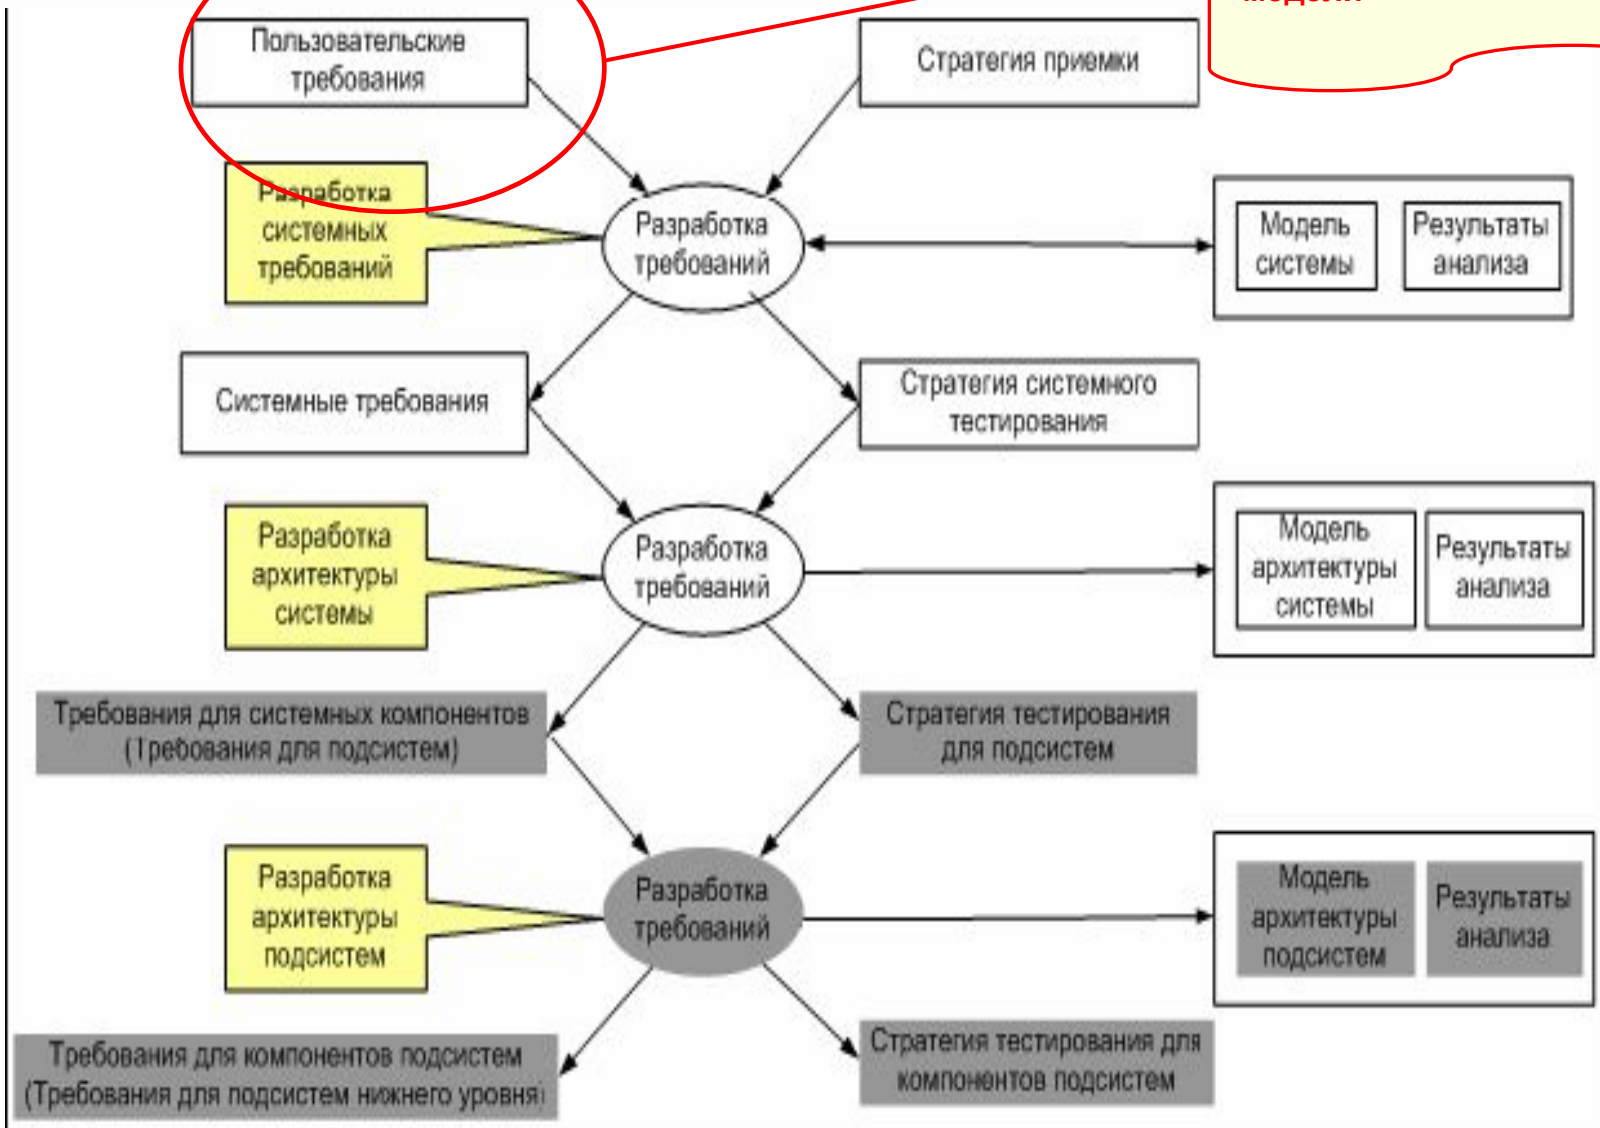 Пользовательские
требования
Стратегия приемки
Разработка
системных
требований
Разработка
требований
Модель
системы
Результаты
анализа
Системные требования
Стратегия системного
тестирования
Разработка
архитектуры
системы
Разработка
требований
Модель
архитектуры
системы
Результаты
анализа
Требования для системных компонентов
(Требования для подсистем)
Стратегия тестирования
для подсистем
Разработка
архитектуры
подсистем
Разработка
требований
Модель
архитектуры
подсистем
Результаты
анализа
Требования для компонентов подсистем
(Требования для подсистем нижнего уровня)
Стратегия тестирования для
компонентов подсистем